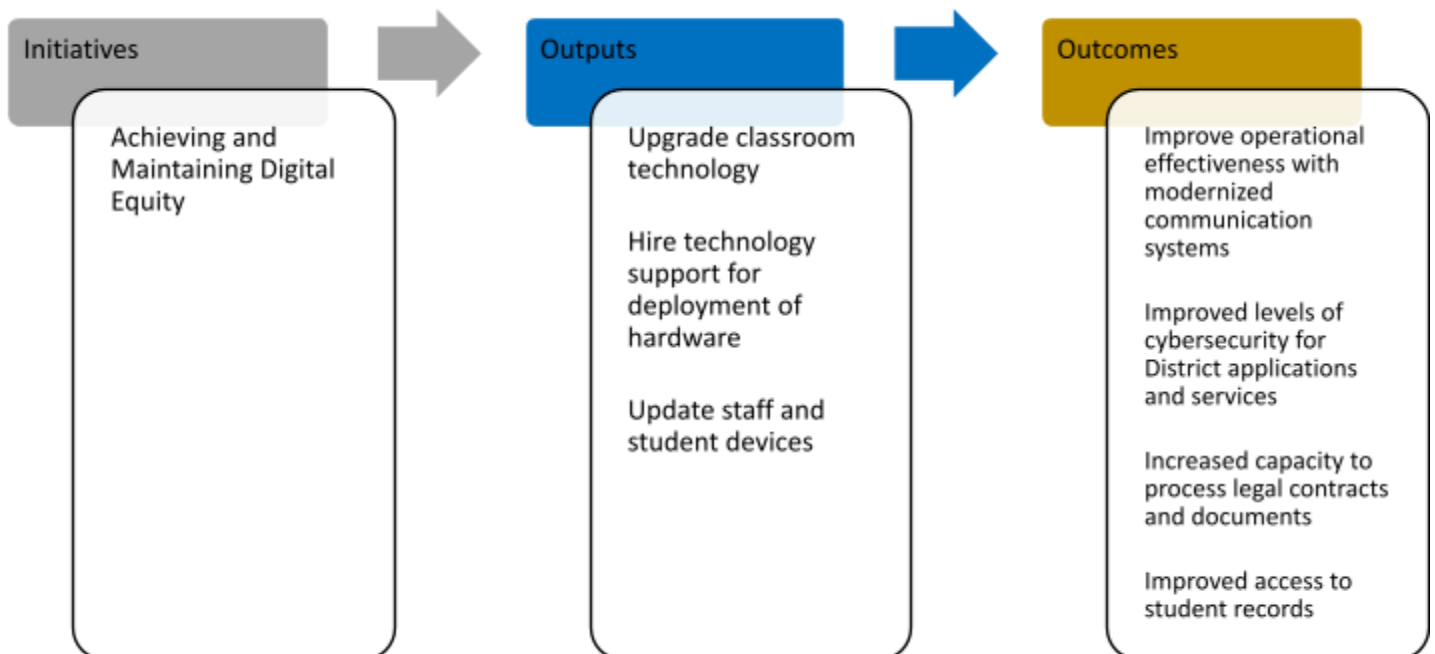 Initiatives
Achieving and
Maintaining Digital
Equity
Outputs
Upgrade classroom
technology
Hire technology
support for
deployment of
hardware
Update staff and
student devices
Outcomes
Improve operational
effectiveness with
modernized
communication
systems
Improved levels of
cybersecurity for
District applications
and services
Increased capacity to
process legal contracts
and documents
Improved access to
student records